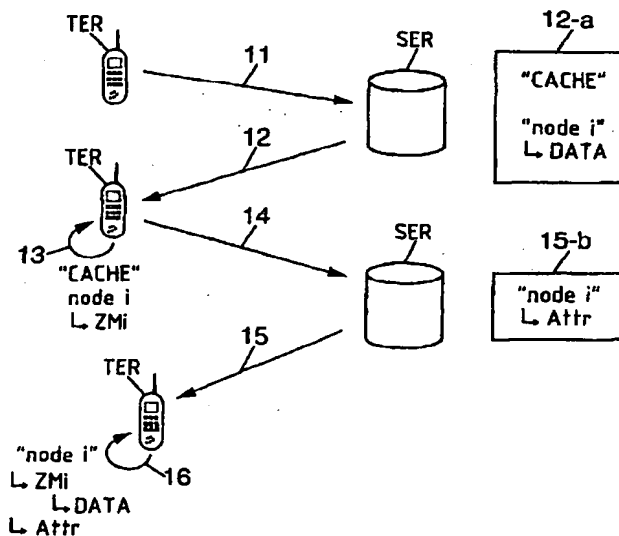 TER
11
SER
12-a
"CACHE"
"node i"
↳ DATA
12
TER
13
"CACHE"
node i
↳ ZMi
14
SER
15-b
"node i"
↳ Attr
15
TER
16
"node i"
↳ ZMi
↳ DATA
↳ Attr